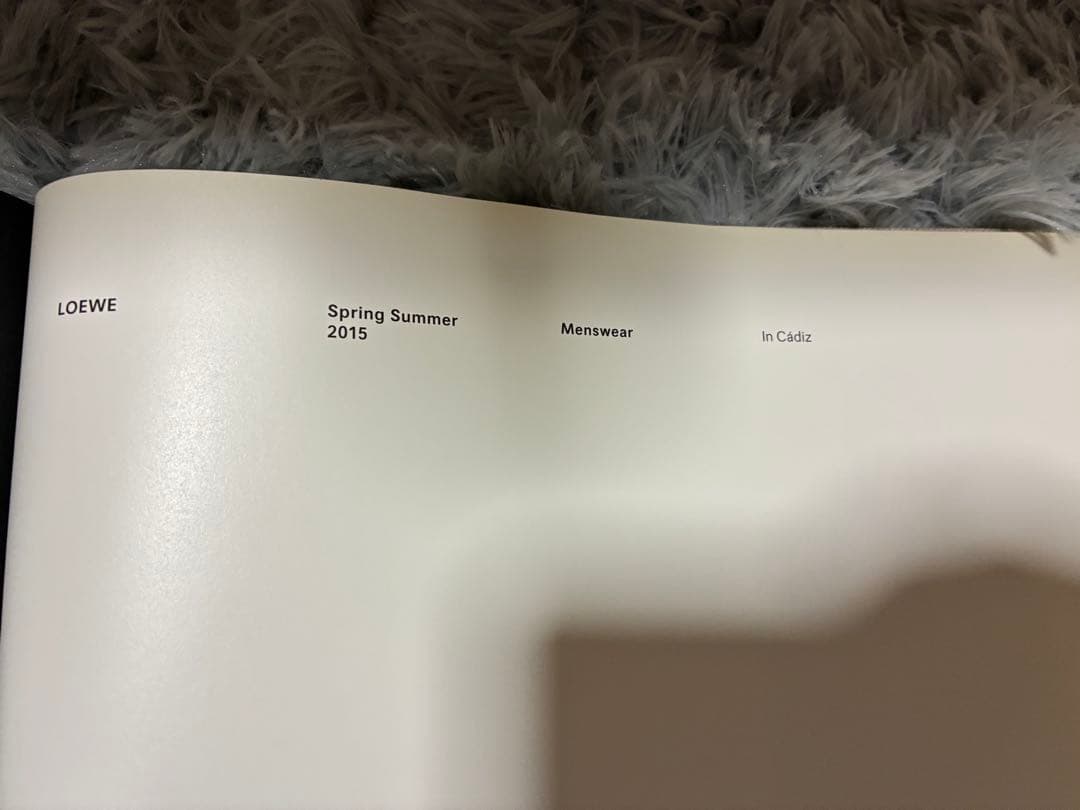 LOEWE
Spring Summer
2015
Menswear
In Cádiz